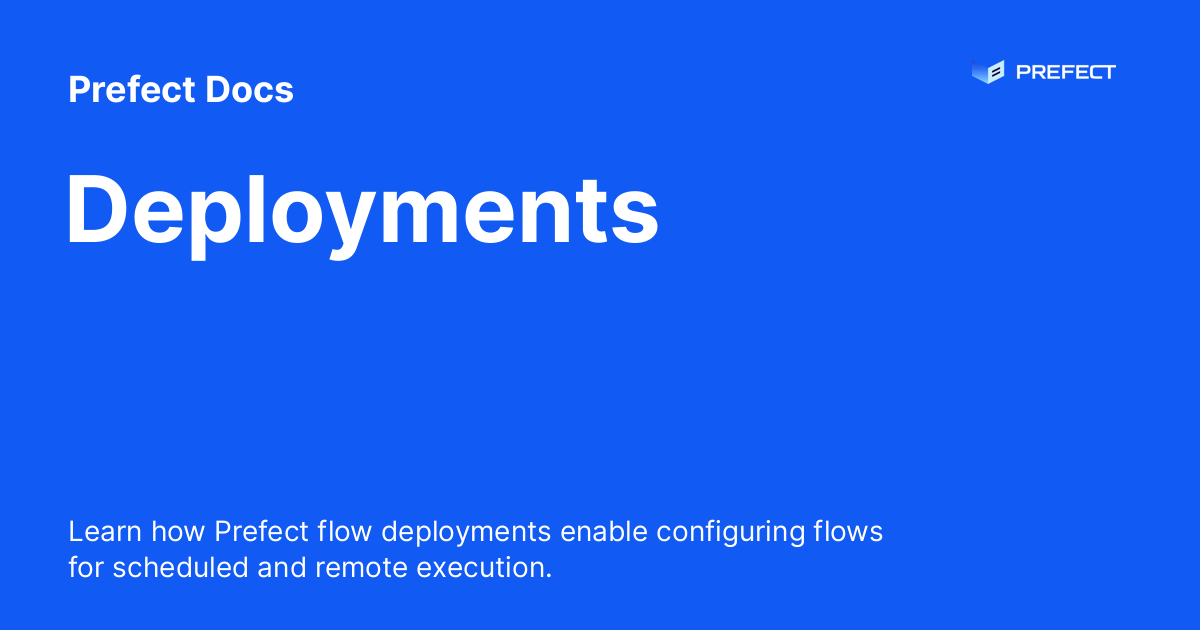 Prefect Docs
PREFECT
Deployments
Learn how Prefect flow deployments enable configuring flows
for scheduled and remote execution.